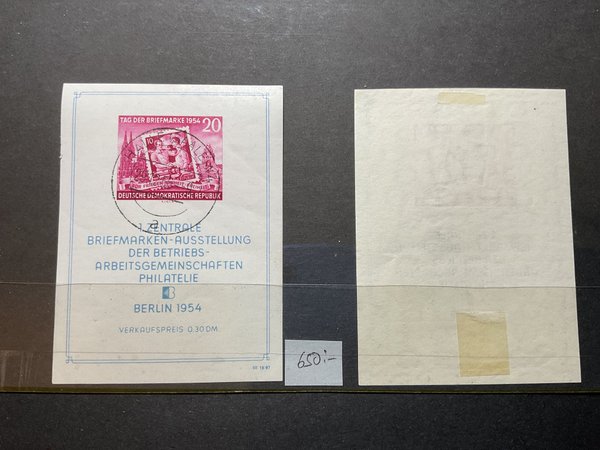 TAG DER BRIEFMARKE 1954 20
10
DEUTSCHE DEMOKRATISCHE REPUBLIK
1. ZENTRALE
BRIEFMARKEN-AUSSTELLUNG
DER BETRIEBS-
ARBEITSGEMEINSCHAFTEN
PHILATELIE
BERLIN 1954
VERKAUFSPREIS 0,30 DM
650:-